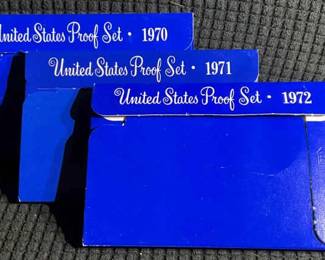 United States Proof Set · 1970
United States Proof Set · 1971
United States Proof Set · 1972